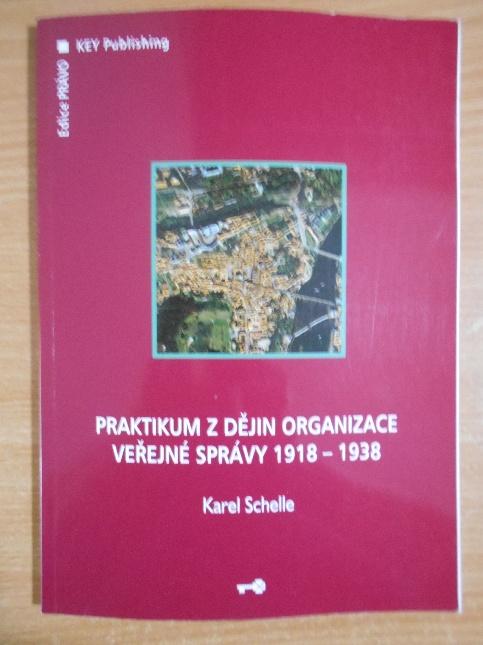 KEY Publishing
Edice PRÁVO
PRAKTIKUM Z DĚJIN ORGANIZACE
VEŘEJNÉ SPRÁVY 1918 – 1938
Karel Schelle